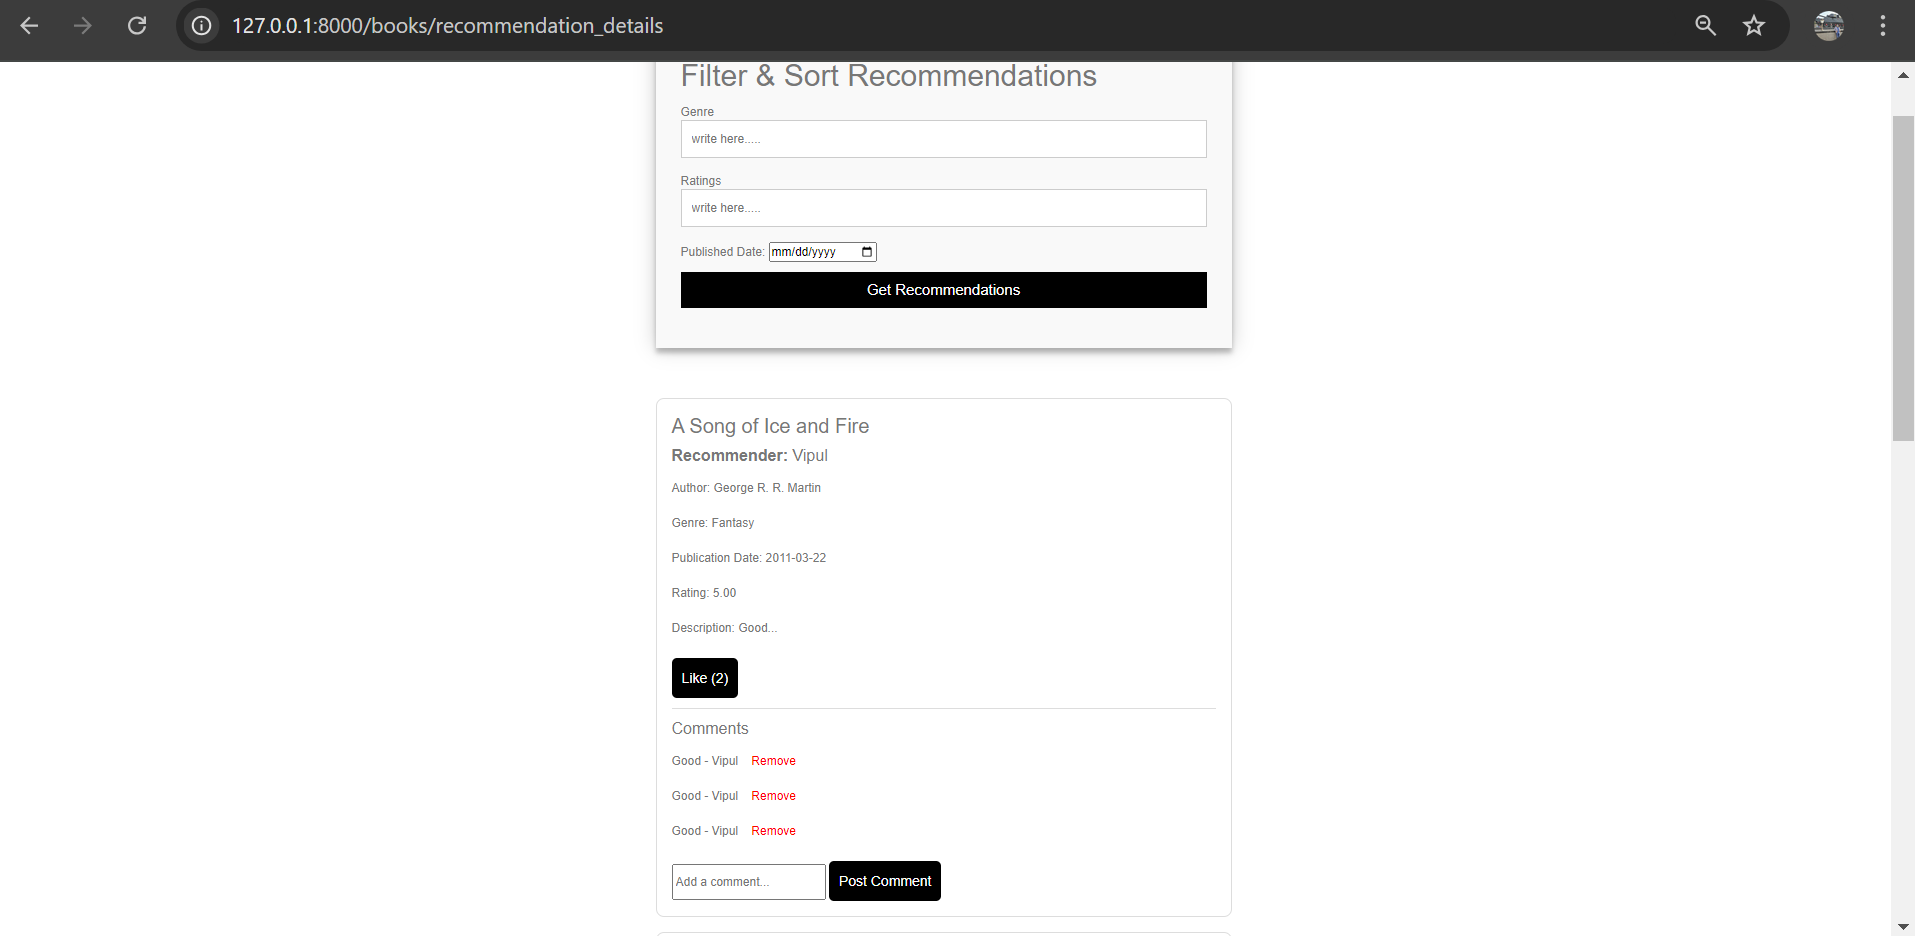 127.0.0.1:8000/books/recommendation_details
Filter & Sort Recommendations
Genre
write here.....
Ratings
write here.....
Published Date: mm/dd/yyyy
Get Recommendations
A Song of Ice and Fire
Recommender: Vipul
Author: George R. R. Martin
Genre: Fantasy
Publication Date: 2011-03-22
Rating: 5.00
Description: Good...
Like (2)
Comments
Good - Vipul Remove
Good - Vipul Remove
Good - Vipul Remove
Add a comment... Post Comment